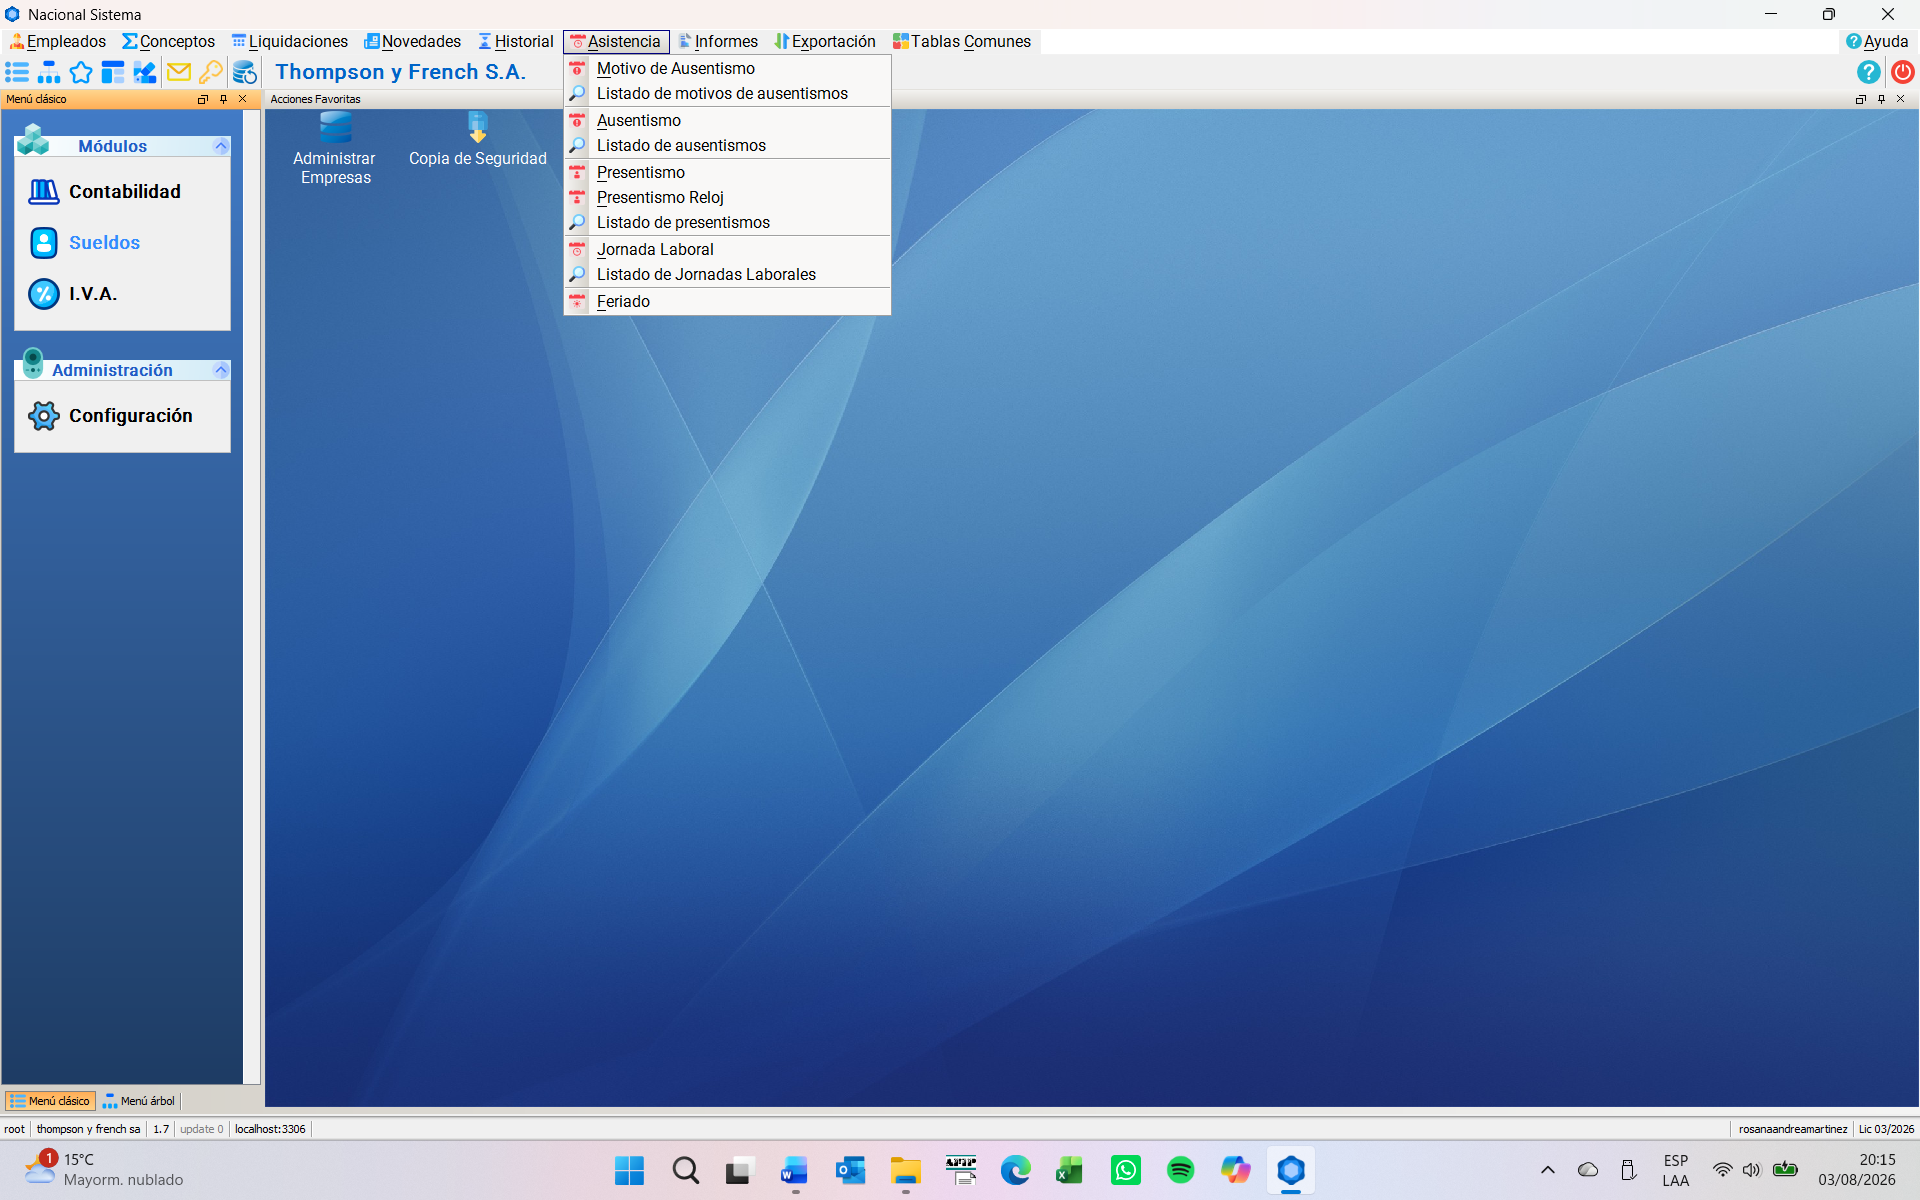 Nacional Sistema
Empleados Conceptos Liquidaciones Novedades Historial Asistencia Informes Exportación Tablas Comunes Ayuda
Thompson y French S.A.
Menú clásico
Acciones Favoritas
Motivo de Ausentismo
Listado de motivos de ausentismos
Ausentismo
Listado de ausentismos
Presentismo
Presentismo Reloj
Listado de presentismos
Jornada Laboral
Listado de Jornadas Laborales
Feriado
Administrar
Empresas
Copia de Seguridad
Módulos
Contabilidad
Sueldos
I.V.A.
Administración
Configuración
Menú clásico Menú árbol
root thompson y french sa 1.7 update 0 localhost:3306 rosanaandreamartinez Lic 03/2026
1
15°C
Mayorm. nublado
ESP
LAA
20:15
03/08/2026